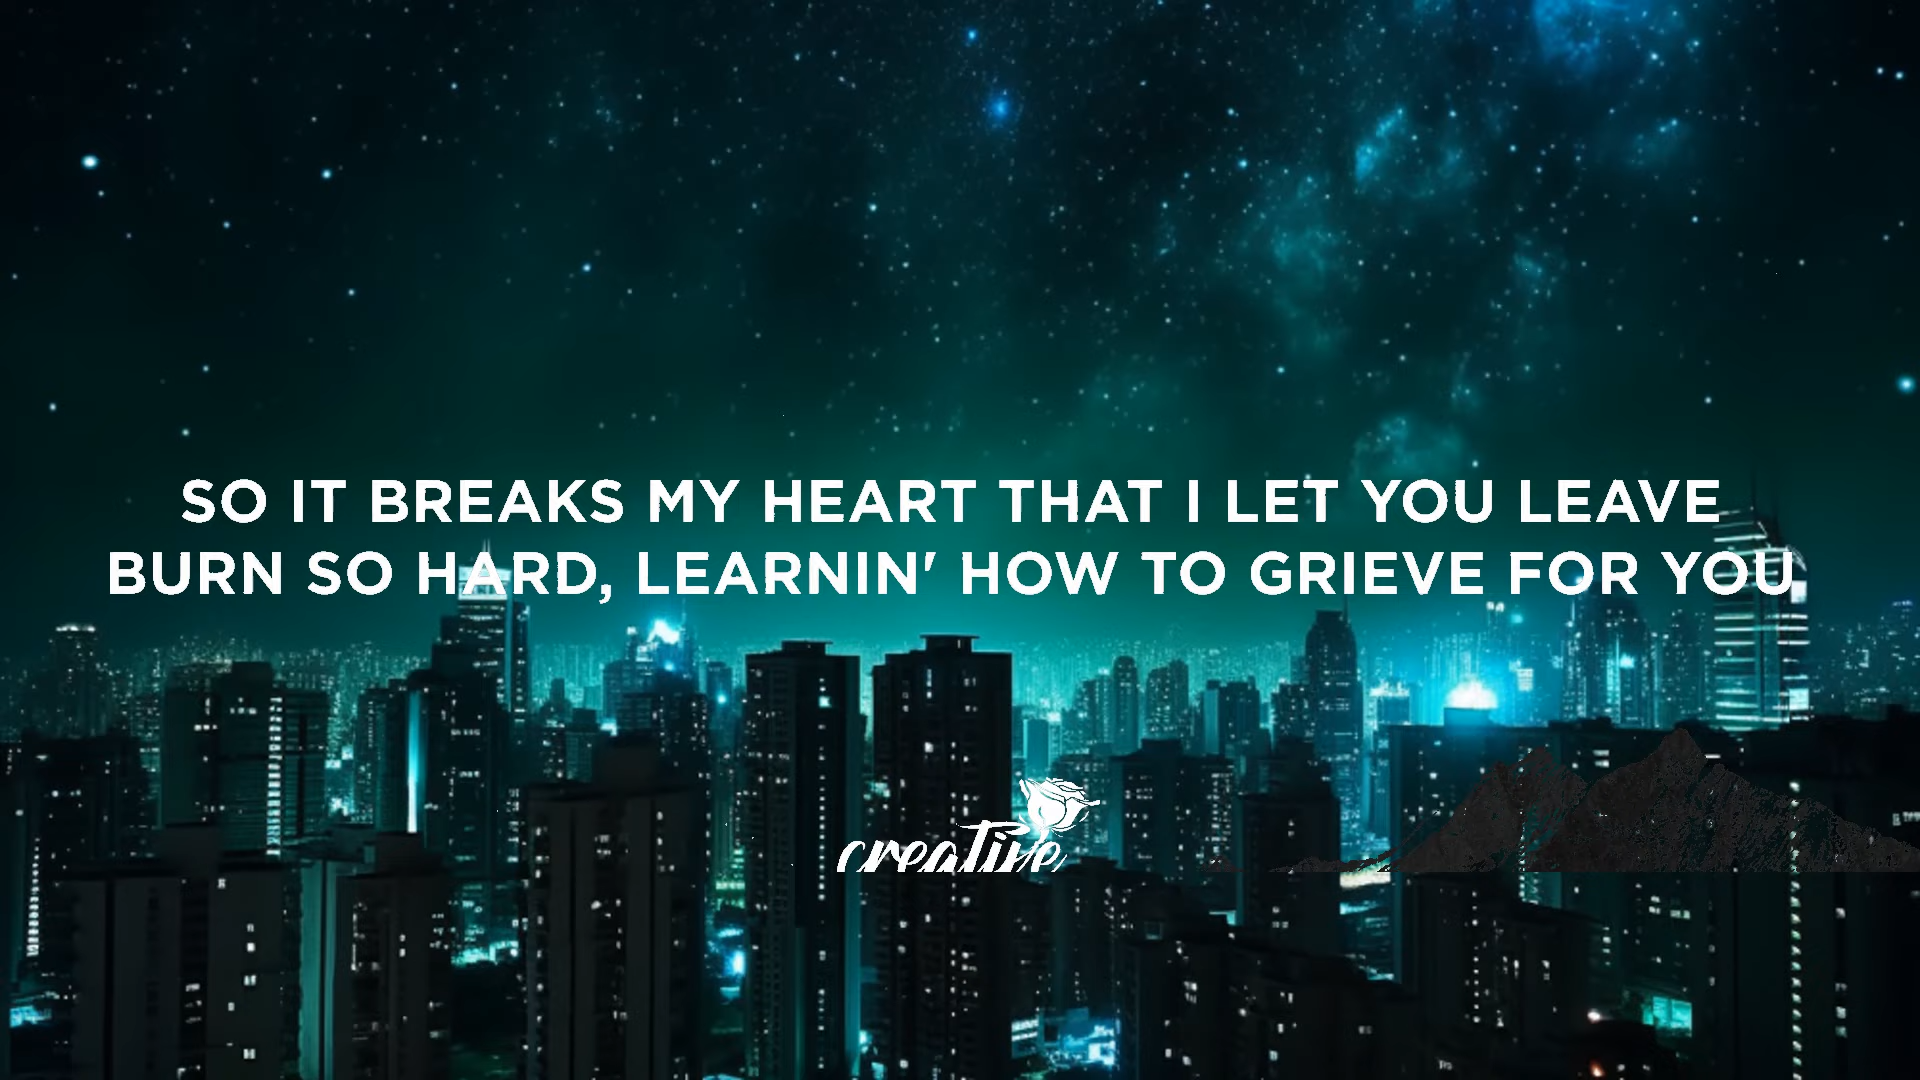 SO IT BREAKS MY HEART THAT I LET YOU LEAVE
BURN SO HARD, LEARNIN' HOW TO GRIEVE FOR YOU
creative